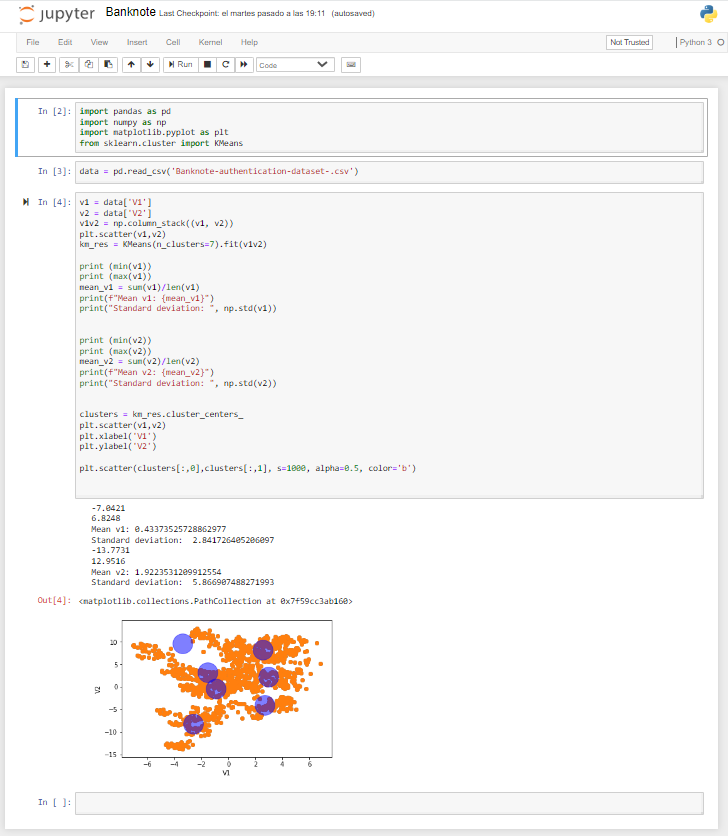 jupyter Banknote Last Checkpoint: el martes pasado a las 19:11 (autosaved)
File Edit View Insert Cell Kernel Help Not Trusted Python 3
Run Code
In [2]: import pandas as pd
import numpy as np
import matplotlib.pyplot as plt
from sklearn.cluster import KMeans
In [3]: data = pd.read_csv('Banknote-authentication-dataset-.csv')
In [4]: v1 = data['V1']
v2 = data['V2']
v1v2 = np.column_stack((v1, v2))
plt.scatter(v1,v2)
km_res = KMeans(n_clusters=7).fit(v1v2)
print (min(v1))
print (max(v1))
mean_v1 = sum(v1)/len(v1)
print(f"Mean v1: {mean_v1}")
print("Standard deviation: ", np.std(v1))
print (min(v2))
print (max(v2))
mean_v2 = sum(v2)/len(v2)
print(f"Mean v2: {mean_v2}")
print("Standard deviation: ", np.std(v2))
clusters = km_res.cluster_centers_
plt.scatter(v1,v2)
plt.xlabel('V1')
plt.ylabel('V2')
plt.scatter(clusters[:,0],clusters[:,1], s=1000, alpha=0.5, color='b')
-7.0421
6.8248
Mean v1: 0.43373525728862977
Standard deviation:  2.841726405206097
-13.7731
12.9516
Mean v2: 1.9223531209912554
Standard deviation:  5.866907488271993
Out[4]: <matplotlib.collections.PathCollection at 0x7f59cc3ab160>
10
5
0
−5
−10
−15
V2
−6 −4 −2 0 2 4 6
V1
In [ ]: